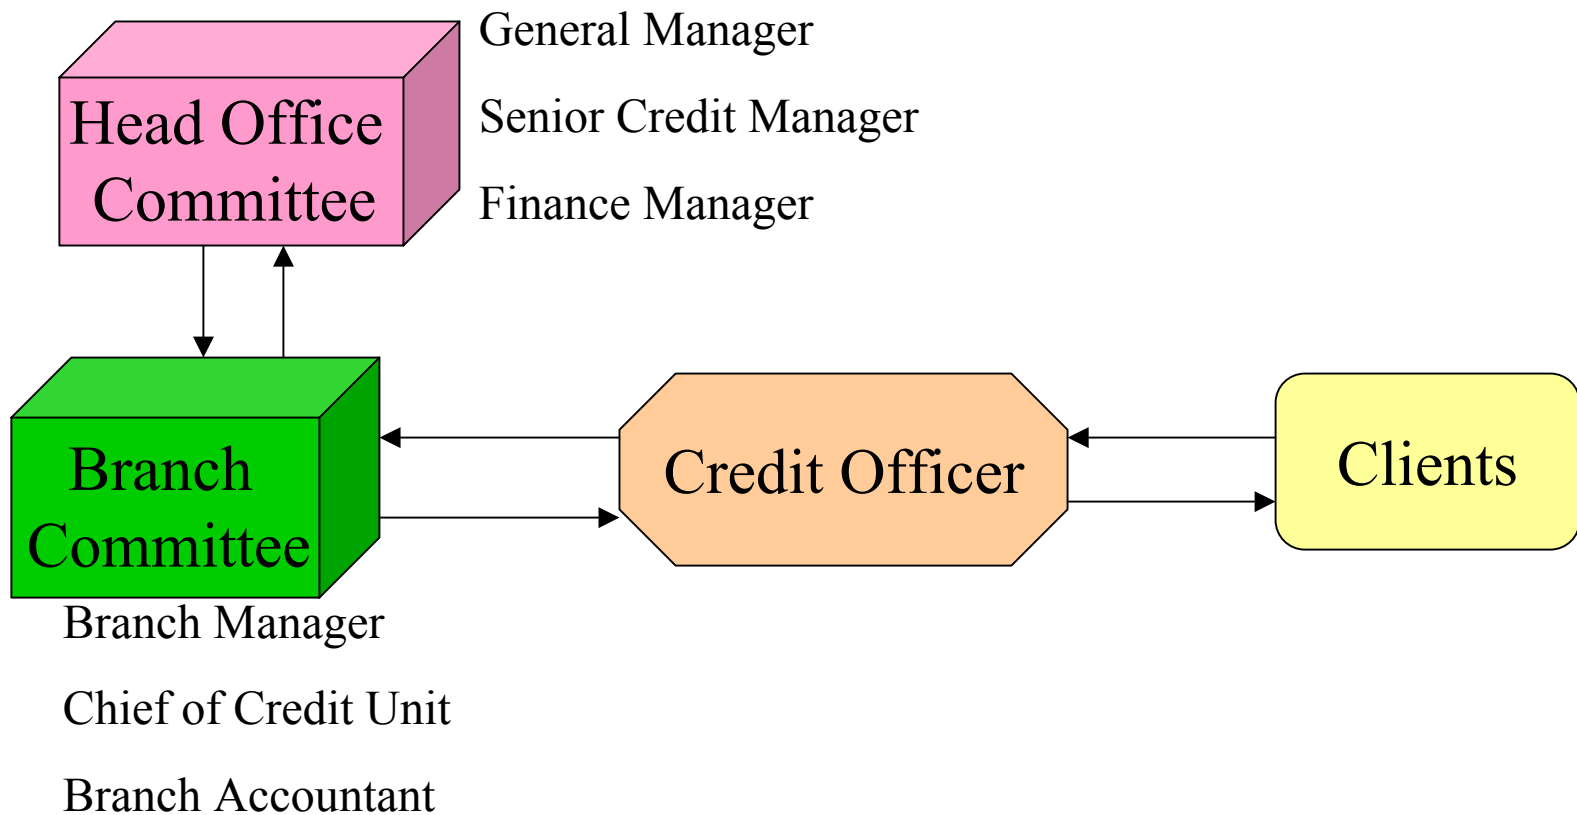 General Manager
Head Office
Committee
Senior Credit Manager
Finance Manager
Branch
Committee
Credit Officer
Clients
Branch Manager
Chief of Credit Unit
Branch Accountant